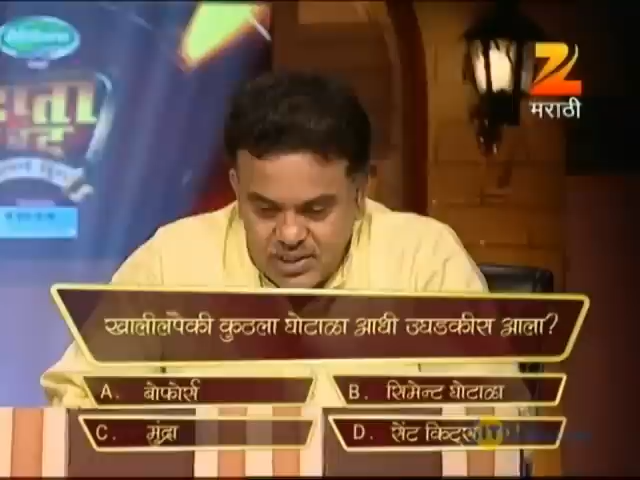 मराठी
खालीलपैकी कुठला घोटाळा आधी उघडकीस आला?
A. बोफोर्स
B. सिमेन्ट घोटाळा
C. मुंद्रा
D. सेंट किट्स